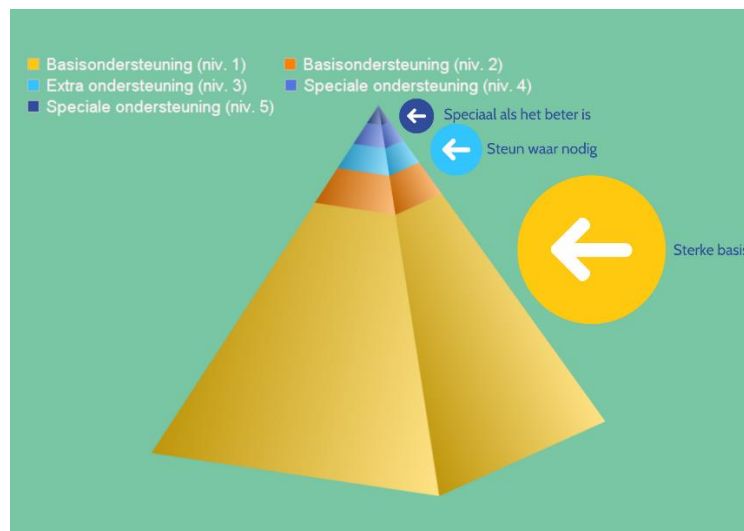 Basisondersteuning (niv. 1) Basisondersteuning (niv. 2)
Extra ondersteuning (niv. 3) Speciale ondersteuning (niv. 4)
Speciale ondersteuning (niv. 5)
Speciaal als het beter is
Steun waar nodig
Sterke basis